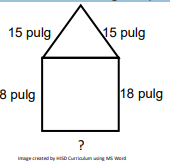 15 pulg 15 pulg
8 pulg 18 pulg
?
Image created by HISD Curriculum using MS Word